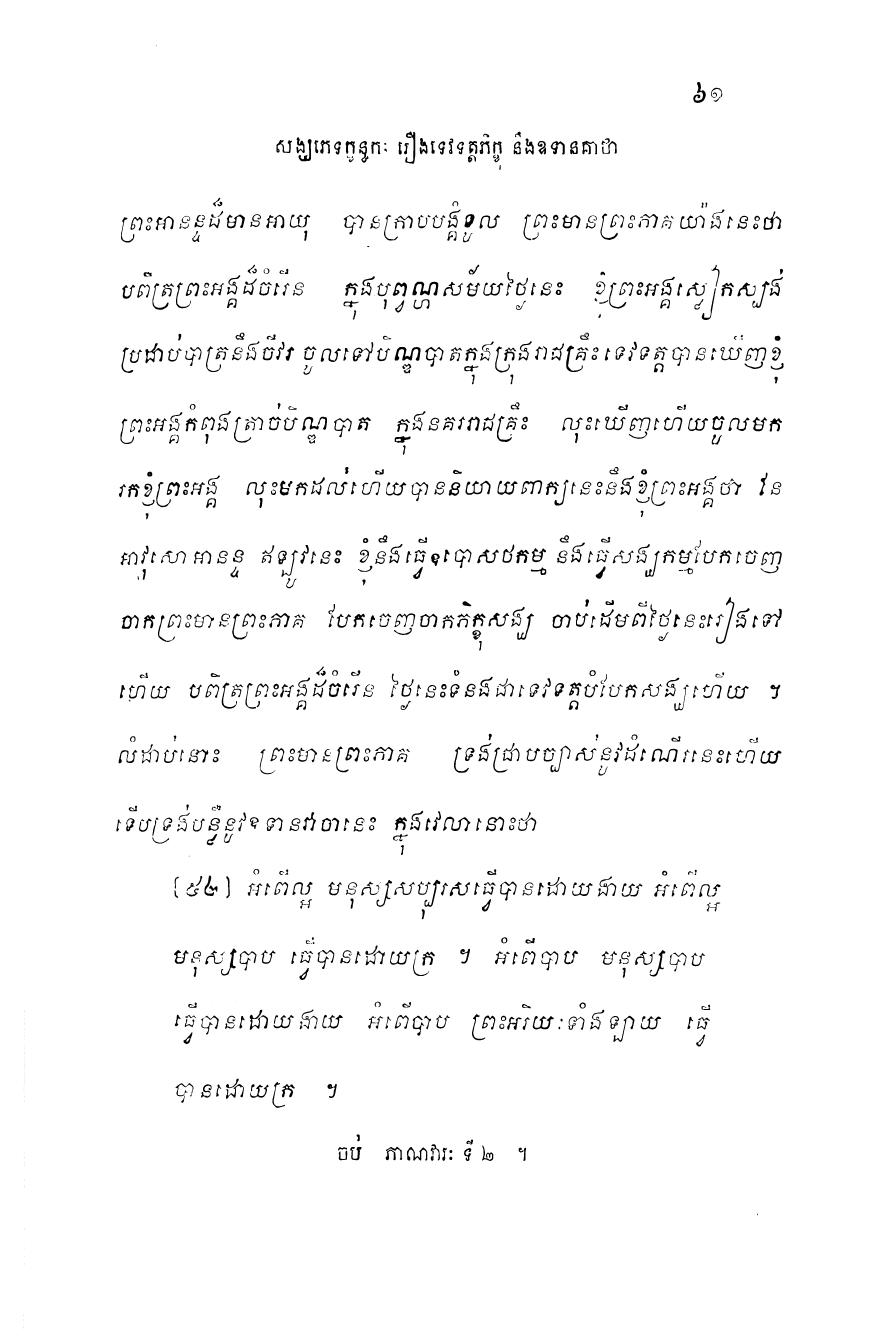 ៦១
សង្ឃភេទក្ខន្ធកៈ រឿងទេវទត្តភិក្ខុ នឹងឧទានគាថា
ព្រះអានន្ទដ៏មានអាយុ បានក្រាបបង្គំទូល ព្រះមានព្រះភាគយ៉ាងនេះថា
បពិត្រព្រះអង្គដ៏ចំរើន ក្នុងបុព្វណ្ហសម័យថ្ងៃនេះ ខ្ញុំព្រះអង្គស្លៀកស្បង់
ប្រដាប់បាត្រនឹងចីវរ ចូលទៅបិណ្ឌបាតក្នុងក្រុងរាជគ្រឹះ ទេវទត្តបានឃើញខ្ញុំ
ព្រះអង្គកំពុងត្រាច់បិណ្ឌបាត ក្នុងនគររាជគ្រឹះ លុះឃើញហើយចូលមក
រកខ្ញុំព្រះអង្គ លុះមកដល់ហើយបាននិយាយពាក្យនេះនឹងខ្ញុំព្រះអង្គថា នែ
អាវុសោអានន្ទ ឥឡូវនេះ ខ្ញុំនឹងធ្វើឧបោសថកម្ម នឹងធ្វើសង្ឃកម្មបែកចេញ
ចាកព្រះមានព្រះភាគ បែកចេញចាកភិក្ខុសង្ឃ ចាប់ដើមពីថ្ងៃនេះរៀងទៅ
ហើយ បពិត្រព្រះអង្គដ៏ចំរើន ថ្ងៃនេះទំនងជាទេវទត្តបំបែកសង្ឃហើយ ។
លំដាប់នោះ ព្រះមានព្រះភាគ ទ្រង់ជ្រាបច្បាស់នូវដំណើរនេះហើយ
ទើបទ្រង់បន្លឺនូវឧទានវាចានេះ ក្នុងវេលានោះថា
[៥៤] អំពើល្អ មនុស្សសប្បុរសធ្វើបានដោយងាយ អំពើល្អ
មនុស្សបាប ធ្វើបានដោយក្រ ។ អំពើបាប មនុស្សបាប
ធ្វើបានដោយងាយ អំពើបាប ព្រះអរិយៈទាំងឡាយ ធ្វើ
បានដោយក្រ ។
ចប់ ភាណវារៈ ទី ២ ។